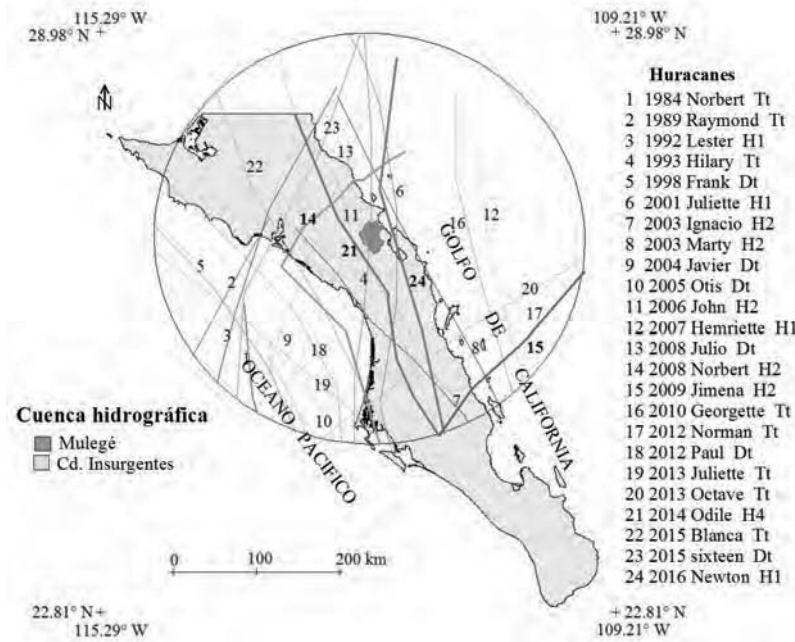 115.29° W
28.98° N
109.21° W
28.98° N
N
Huracanes
1 1984 Norbert Tt
2 1989 Raymond Tt
3 1992 Lester H1
4 1993 Hilary Tt
5 1998 Frank Dt
6 2001 Juliette H1
7 2003 Ignacio H2
8 2003 Marty H2
9 2004 Javier Dt
10 2005 Otis Dt
11 2006 John H2
12 2007 Hemriette H1
13 2008 Julio Dt
14 2008 Norbert H2
15 2009 Jimena H2
16 2010 Georgette Tt
17 2012 Norman Tt
18 2012 Paul Dt
19 2013 Juliette Tt
20 2013 Octave Tt
21 2014 Odile H4
22 2015 Blanca Tt
23 2015 sixteen Dt
24 2016 Newton H1
23
13
22
6
12
16
14
11
21
24
GOLFO
DE
CALIFORNIA
5
2
4
20
17
15
3
9
18
8
1
19
7
10
OCEANO PACIFICO
Cuenca hidrográfica
Mulegé
Cd. Insurgentes
0 100 200 km
22.81° N
115.29° W
22.81° N
109.21° W